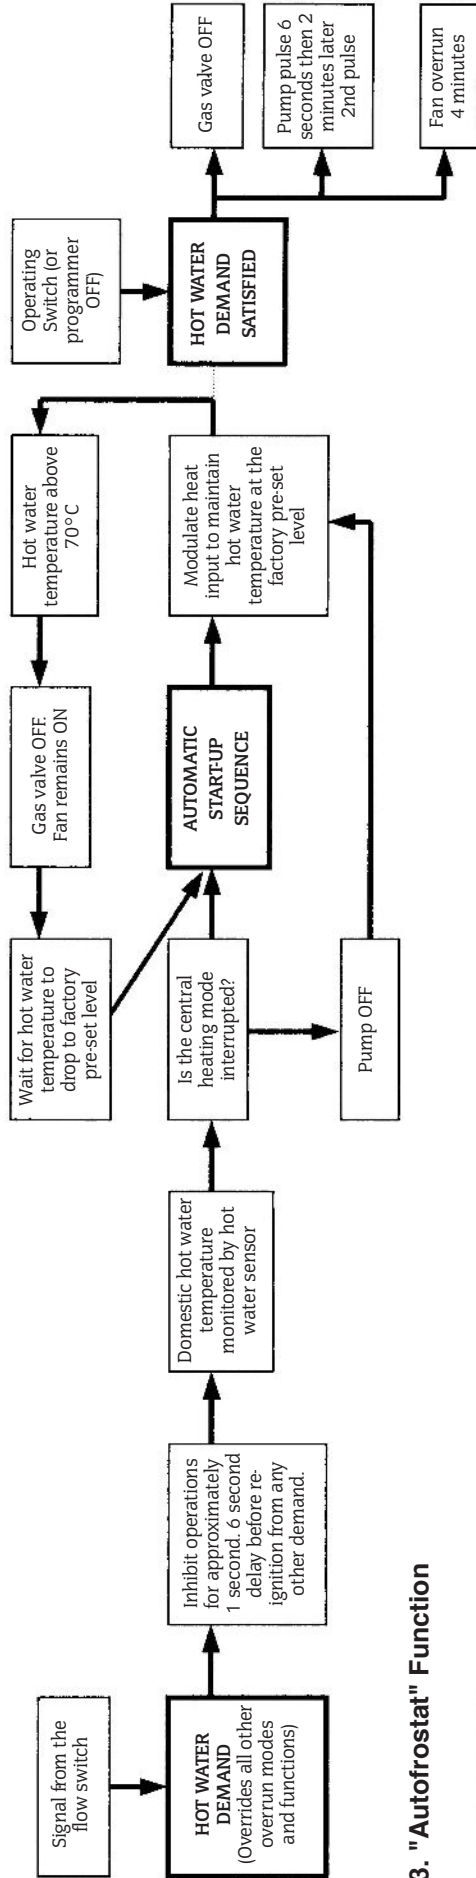 Signal from the
flow switch
HOT WATER
DEMAND
(Overrides all other
overrun modes
and functions)
Inhibit operations
for approximately
1 second. 6 second
delay before re-
ignition from any
other demand.
Domestic hot water
temperature
monitored by hot
water sensor
Is the central
heating mode
interrupted?
Pump OFF
Wait for hot water
temperature to
drop to factory
pre-set level
Gas valve OFF.
Fan remains ON
Hot water
temperature above
70°C
AUTOMATIC
START-UP
SEQUENCE
Modulate heat
input to maintain
hot water
temperature at the
factory pre-set
level
Operating
Switch (or
programmer
OFF)
HOT WATER
DEMAND
SATISFIED
Gas valve OFF
Pump pulse 6
seconds then 2
minutes later
2nd pulse
Fan overrun
4 minutes
3. "Autofrostat" Function